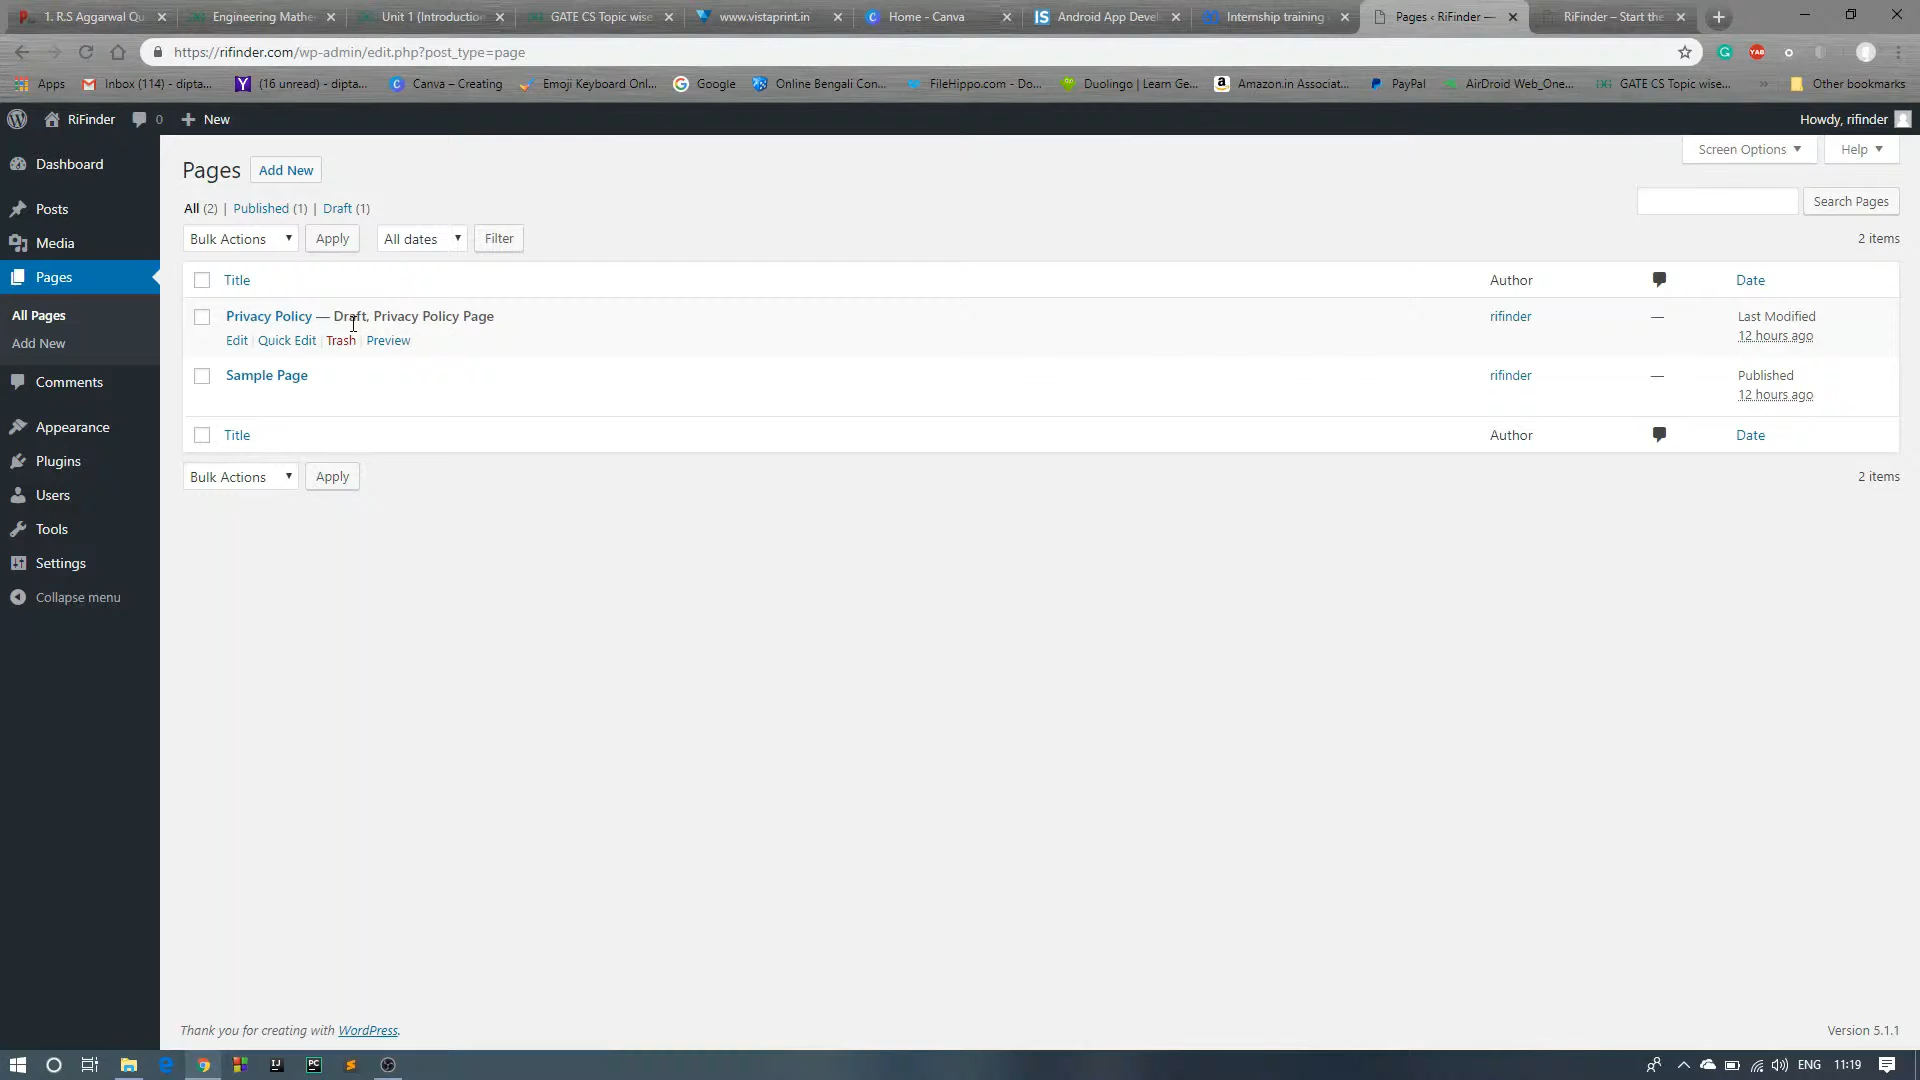 1. R.S Aggarwal Qu
Engineering Mathe
Unit 1 (Introduction
GATE CS Topic wise
www.vistaprint.in
Home - Canva
Android App Devel
Internship training
Pages ‹ RiFinder —
RiFinder – Start the
https://rifinder.com/wp-admin/edit.php?post_type=page
Apps
Inbox (114) - dipta...
(16 unread) - dipta...
Canva – Creating
Emoji Keyboard Onl...
Google
Online Bengali Con...
FileHippo.com - Do...
Duolingo | Learn Ge...
Amazon.in Associat...
PayPal
AirDroid Web_One...
GATE CS Topic wise...
Other bookmarks
RiFinder
0
New
Howdy, rifinder
Dashboard
Posts
Media
Pages
All Pages
Add New
Comments
Appearance
Plugins
Users
Tools
Settings
Collapse menu
Screen Options
Help
Pages
Add New
All (2) | Published (1) | Draft (1)
Search Pages
Bulk Actions
Apply
All dates
Filter
2 items
Title
Author
Date
Privacy Policy — Draft, Privacy Policy Page
rifinder
—
Last Modified
12 hours ago
Edit | Quick Edit | Trash | Preview
Sample Page
rifinder
—
Published
12 hours ago
Title
Author
Date
Bulk Actions
Apply
2 items
Thank you for creating with WordPress.
Version 5.1.1
ENG
11:19